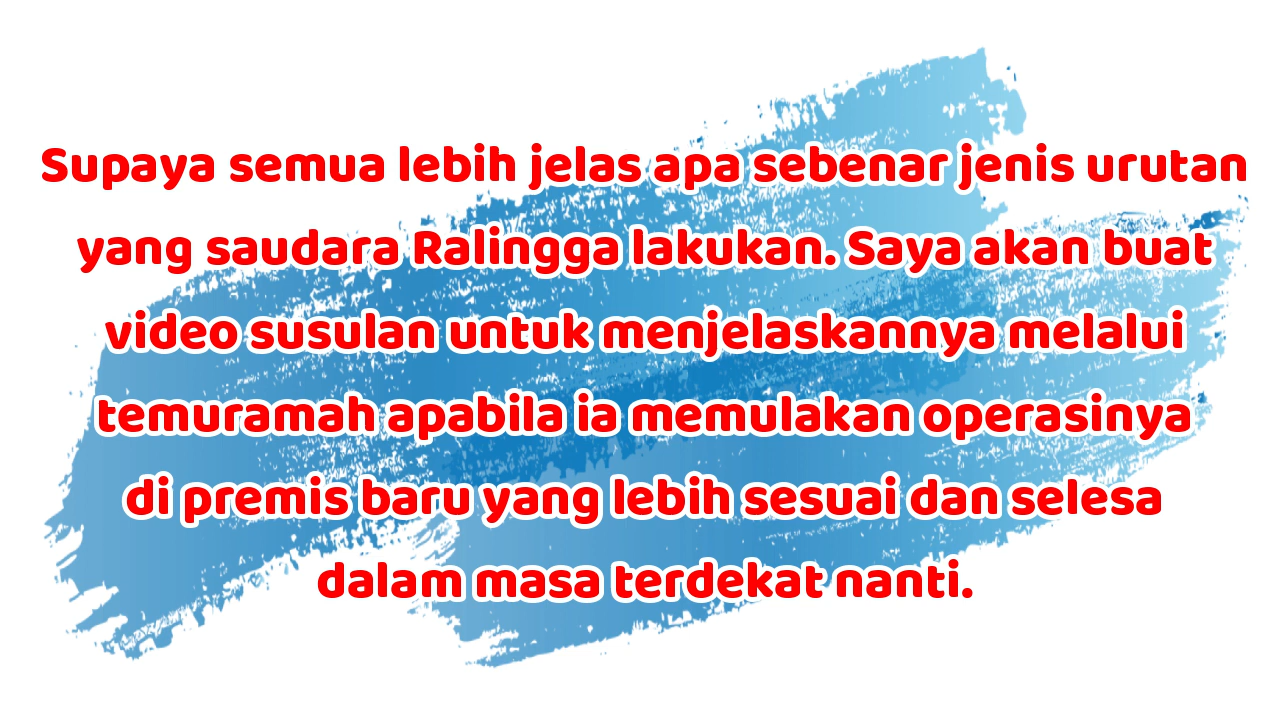 Supaya semua lebih jelas apa sebenar jenis urutan
yang saudara Ralingga lakukan. Saya akan buat
video susulan untuk menjelaskannya melalui
temuramah apabila ia memulakan operasinya
di premis baru yang lebih sesuai dan selesa
dalam masa terdekat nanti.